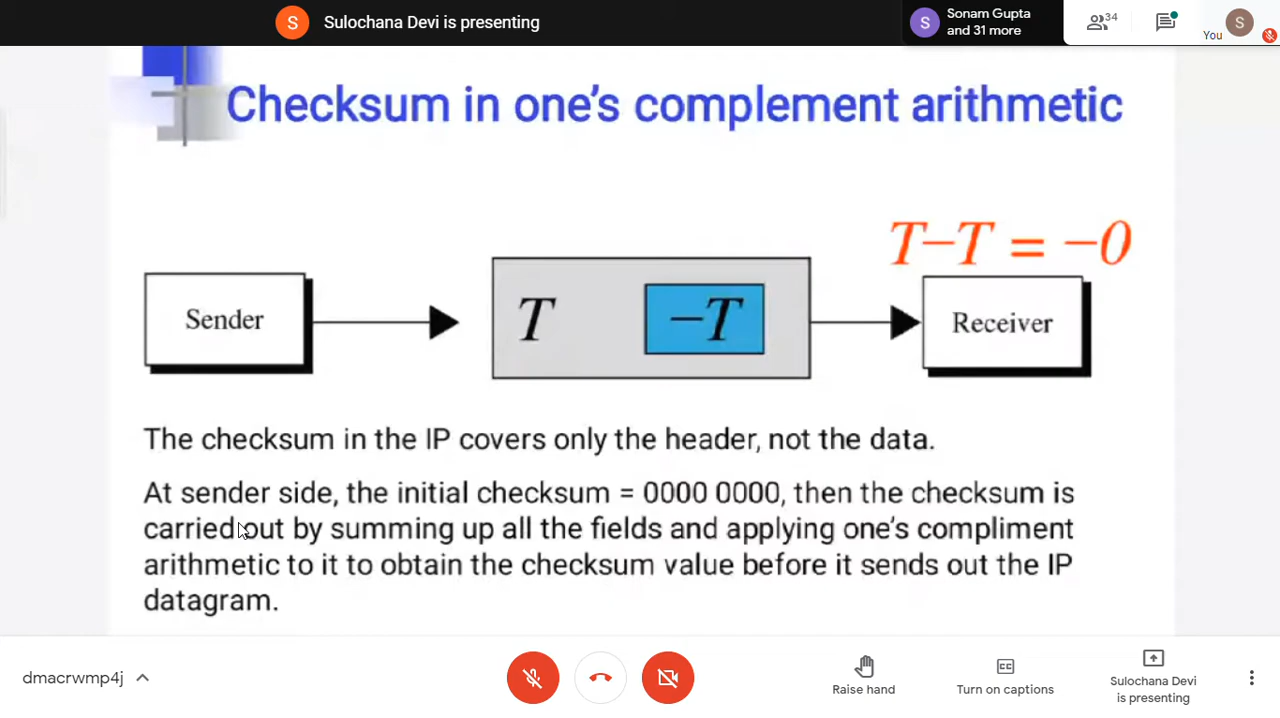 S Sulochana Devi is presenting
S Sonam Gupta
and 31 more
34
You
S
Checksum in one's complement arithmetic
T–T = –0
Sender
T
–T
Receiver
The checksum in the IP covers only the header, not the data.
At sender side, the initial checksum = 0000 0000, then the checksum is
carried out by summing up all the fields and applying one's compliment
arithmetic to it to obtain the checksum value before it sends out the IP
datagram.
dmacrwmp4j
Raise hand
CC
Turn on captions
Sulochana Devi
is presenting